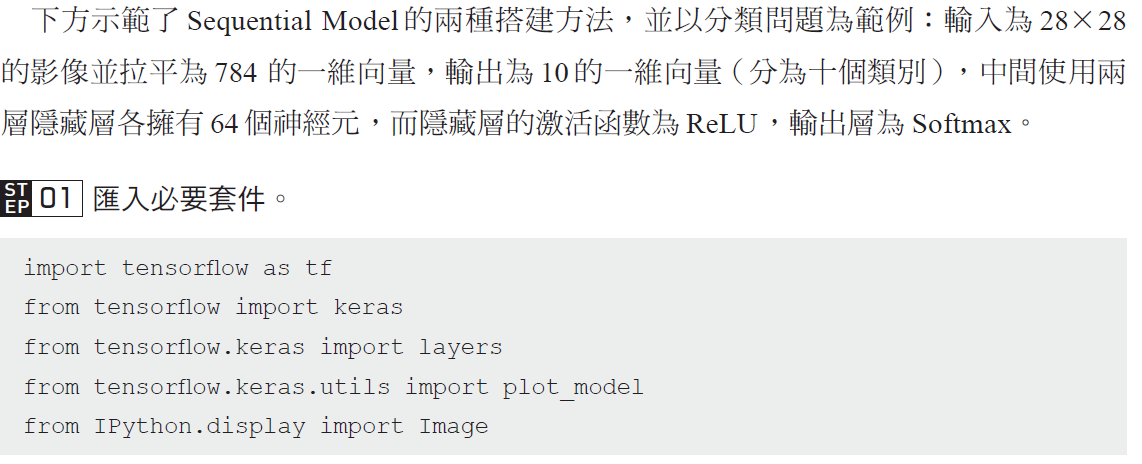 下方示範了 Sequential Model 的兩種搭建方法，並以分類問題為範例：輸入為 28×28
的影像並拉平為 784 的一維向量，輸出為 10 的一維向量（分為十個類別），中間使用兩
層隱藏層各擁有 64 個神經元，而隱藏層的激活函數為 ReLU，輸出層為 Softmax。
STEP 01 匯入必要套件。
import tensorflow as tf
from tensorflow import keras
from tensorflow.keras import layers
from tensorflow.keras.utils import plot_model
from IPython.display import Image